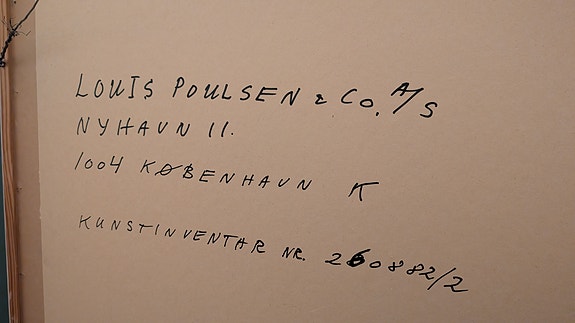 LOUIS POULSEN & CO. A/S
NYHAVN 11.
1004 KØBENHAVN K
KUNSTINVENTAR NR. 260882/2